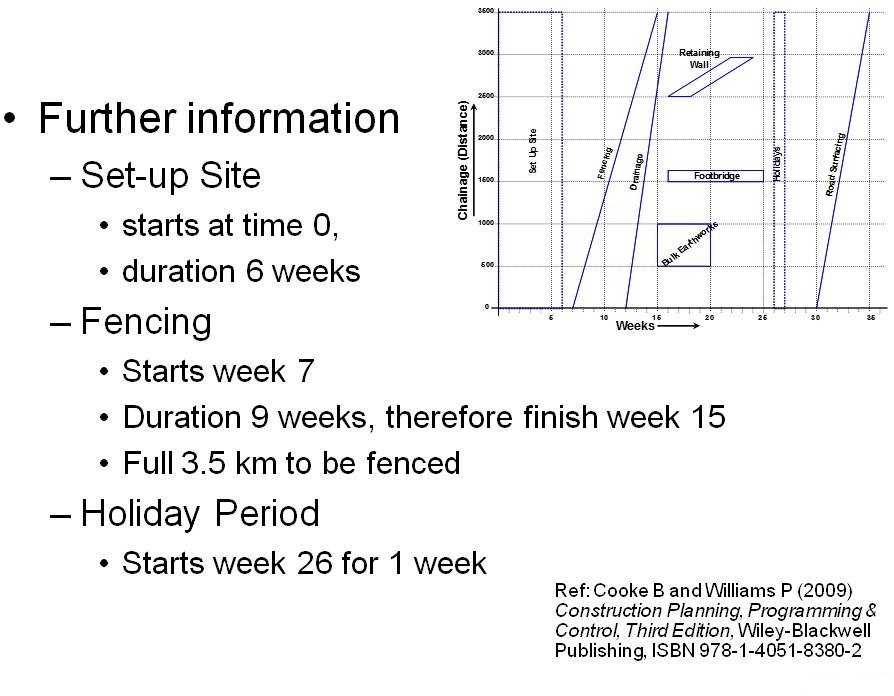 • Further information
– Set-up Site
• starts at time 0,
• duration 6 weeks
– Fencing
• Starts week 7
• Duration 9 weeks, therefore finish week 15
• Full 3.5 km to be fenced
– Holiday Period
• Starts week 26 for 1 week
3500
3000
2500
2000
1500
1000
500
0
Chainage (Distance)
Set Up Site
Fencing
Drainage
Retaining
Wall
Footbridge
Bulk Earthworks
Holidays
Road Surfacing
5 10 15 20 25 30 35
Weeks
Ref: Cooke B and Williams P (2009)
Construction Planning, Programming &
Control, Third Edition, Wiley-Blackwell
Publishing, ISBN 978-1-4051-8380-2